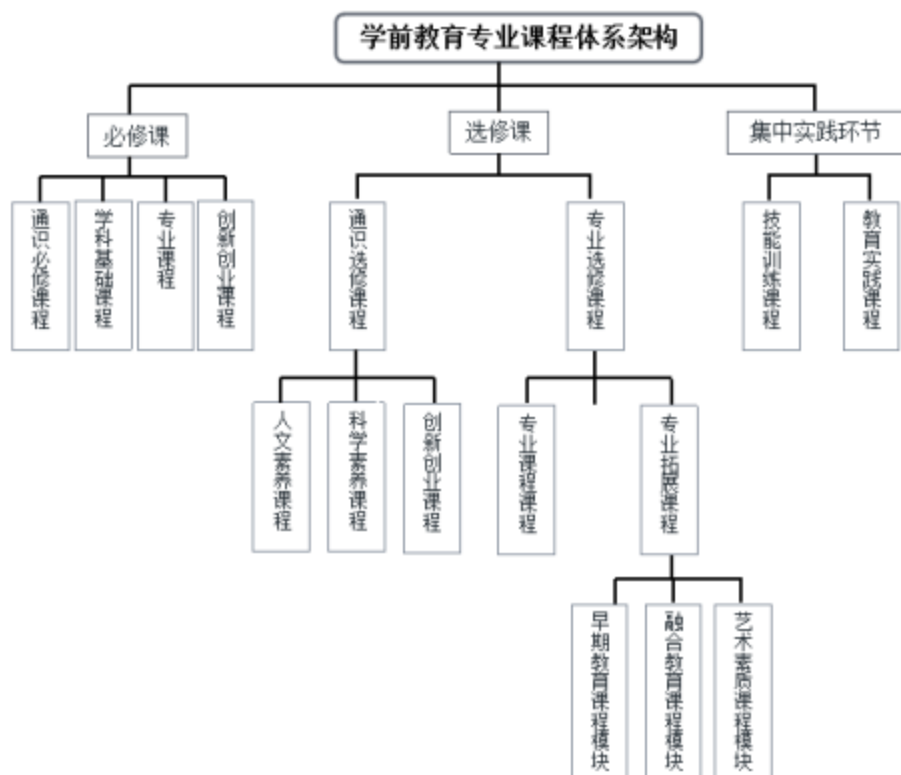 学前教育专业课程体系架构
必修课
选修课
集中实践环节
通识必修课程
学科基础课程
专业课程
创新创业课程
通识选修课程
专业选修课程
技能训练课程
教育实践课程
人文素养课程
科学素养课程
创新创业课程
专业课程课程
专业拓展课程
早期教育课程模块
融合教育课程模块
艺术素质课程模块